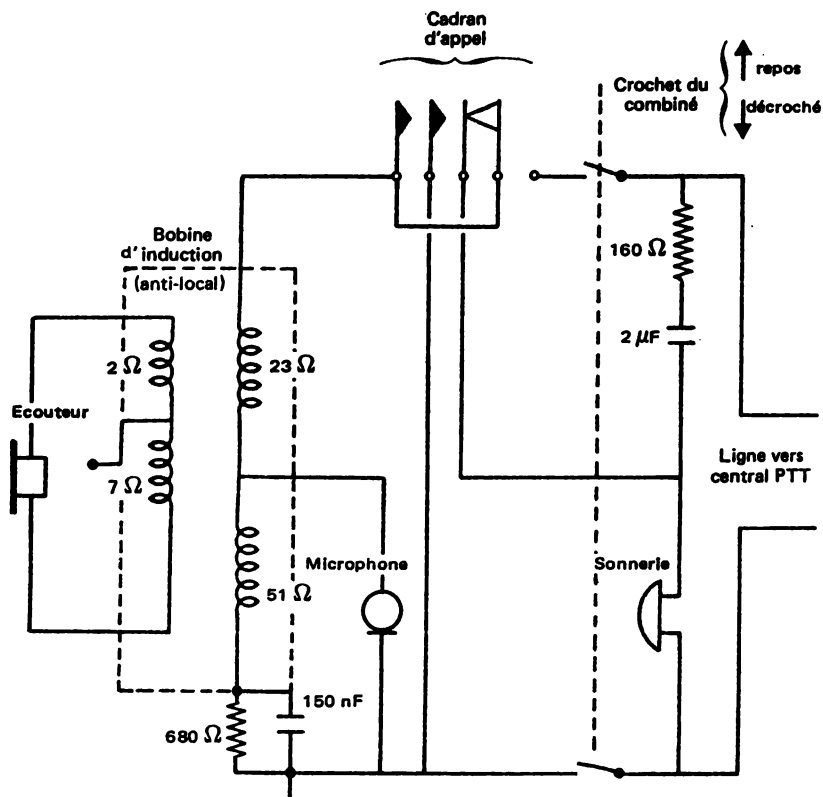 Cadran
d'appel
Crochet du
combiné
repos
décroché
Bobine
d'induction
(anti-local)
160 Ω
2 µF
2 Ω
23 Ω
Ecouteur
7 Ω
Ligne vers
central PTT
Microphone
Sonnerie
51 Ω
150 nF
680 Ω